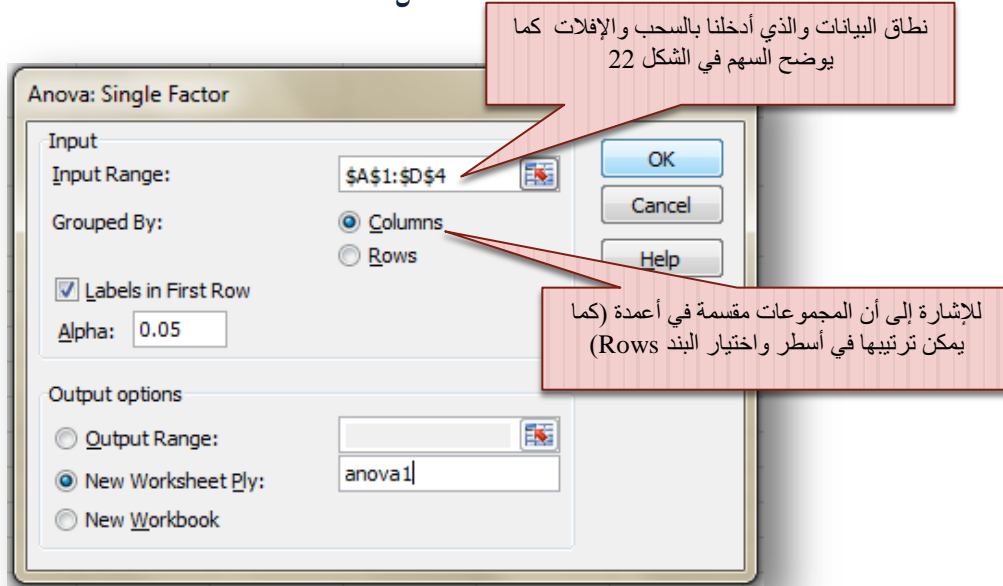 نطاق البيانات والذي أدخلنا بالسحب والإفلات كما
يوضح السهم في الشكل 22
Anova: Single Factor
Input
Input Range:
$A$1:$D$4
OK
Grouped By:
Columns
Cancel
Rows
Help
Labels in First Row
للإشارة إلى أن المجموعات مقسمة في أعمدة (كما
يمكن ترتيبها في أسطر واختيار البند Rows)
Alpha: 0.05
Output options
Output Range:
New Worksheet Ply:
anova1
New Workbook